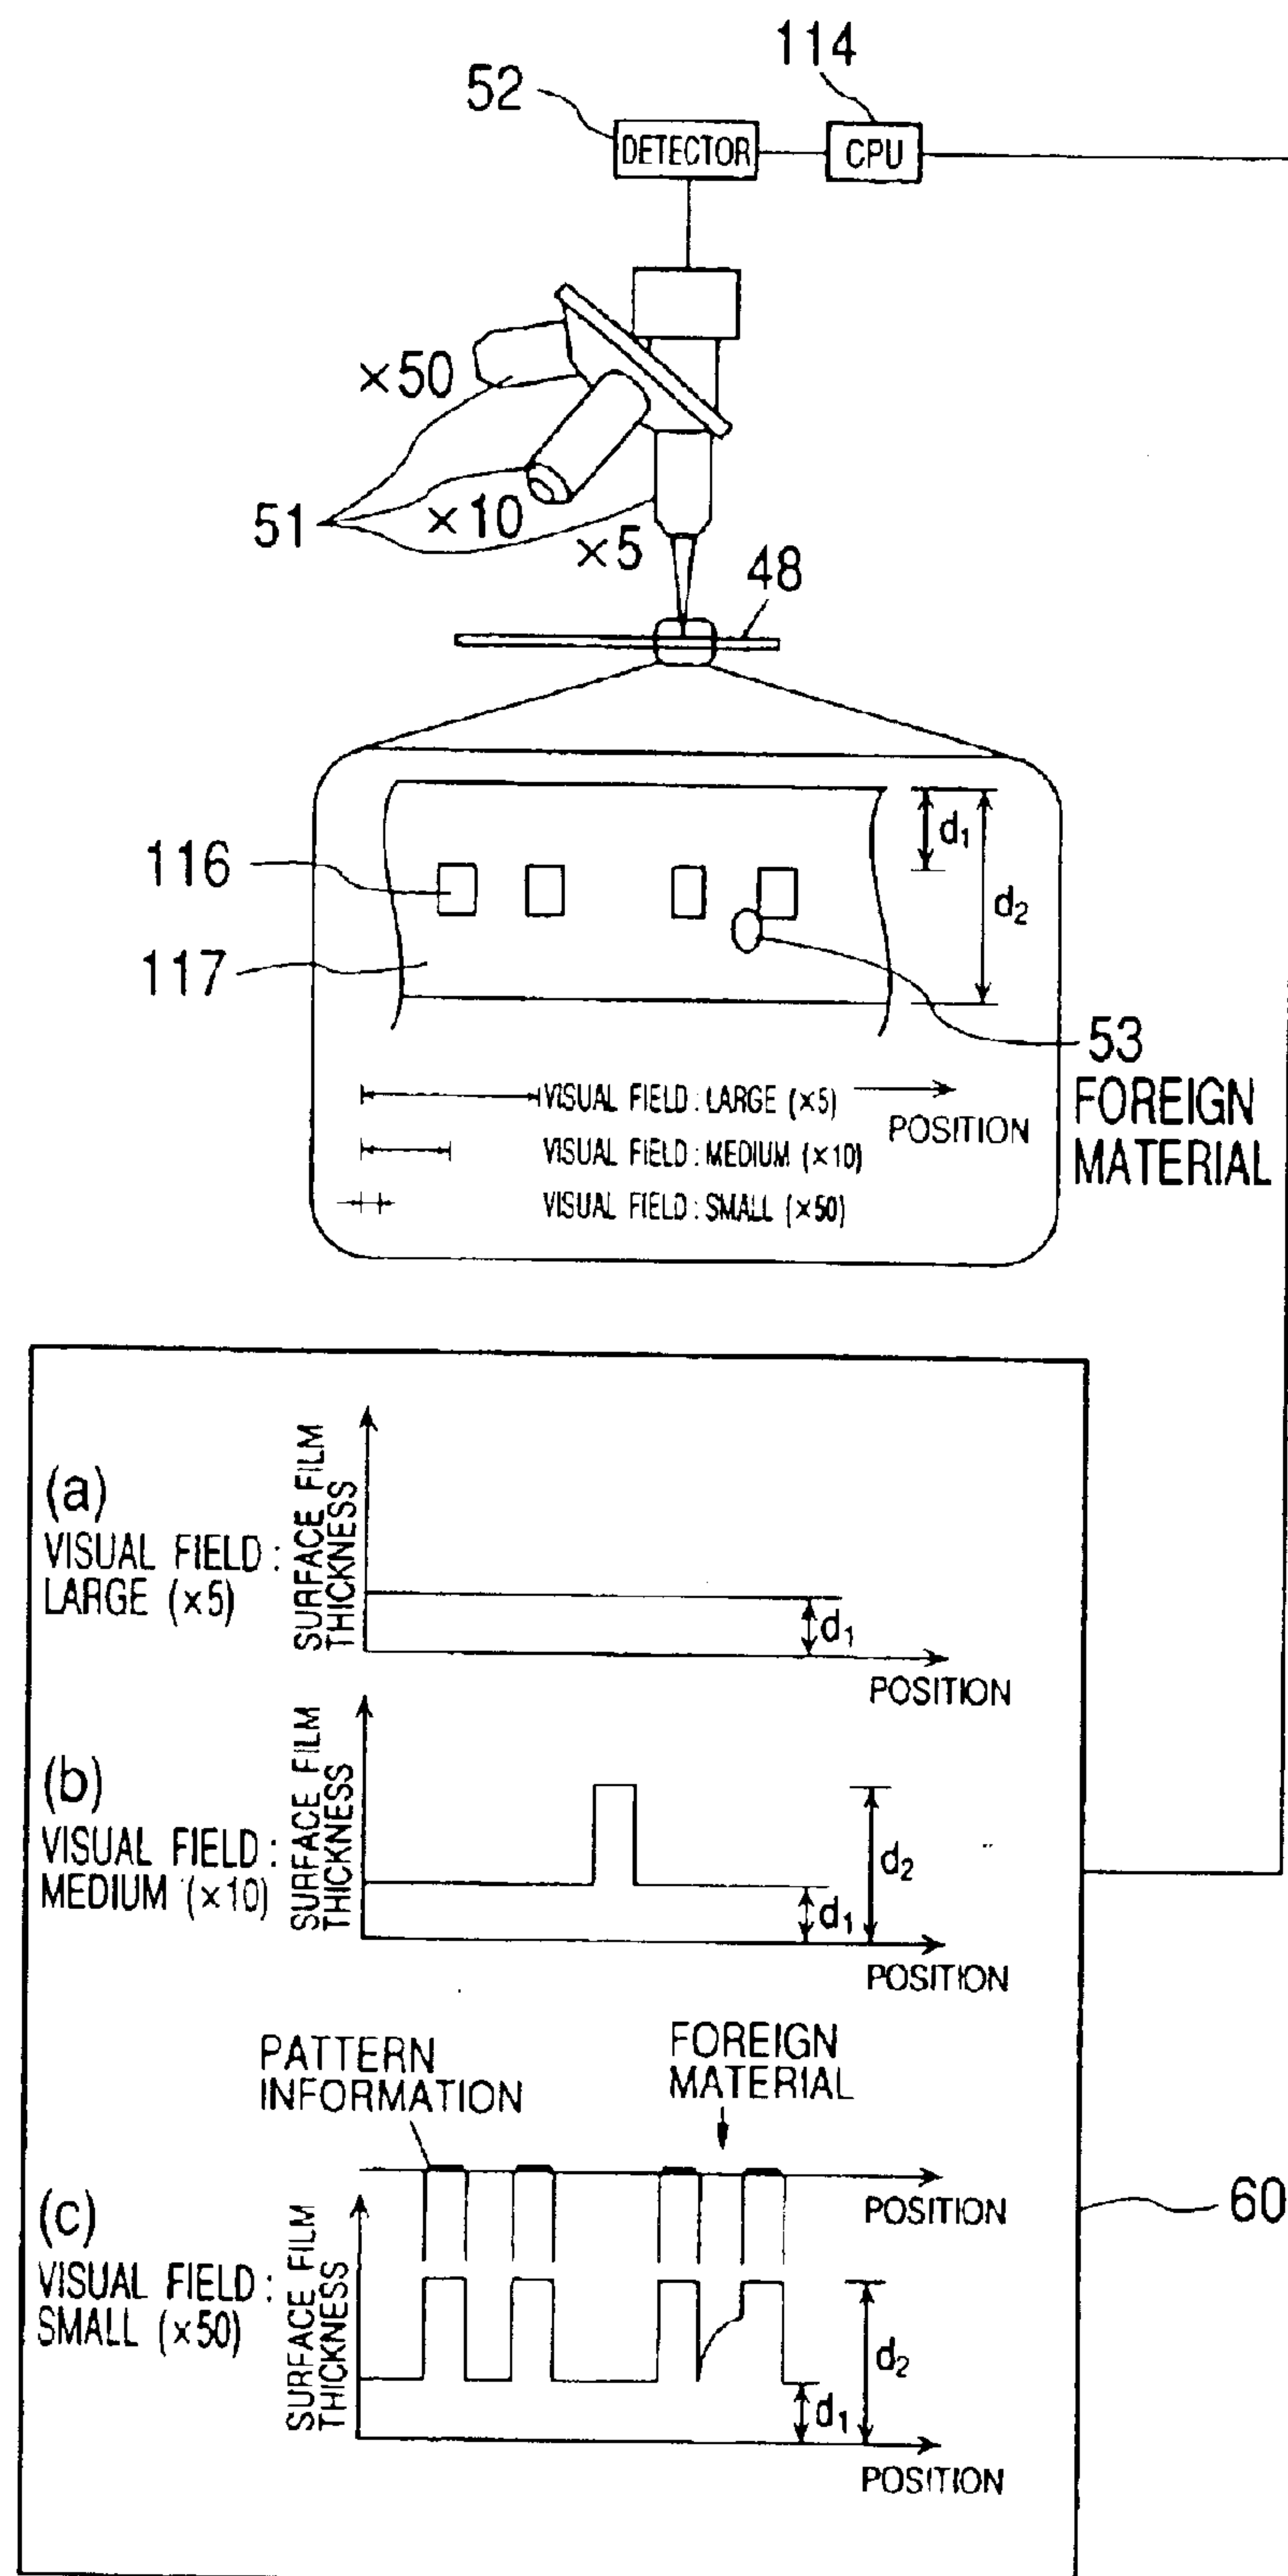 114
52
DETECTOR
CPU
×50
51
×10
×5
48
d1
116
d2
117
53
FOREIGN
MATERIAL
VISUAL FIELD : LARGE (×5)
POSITION
VISUAL FIELD : MEDIUM (×10)
VISUAL FIELD : SMALL (×50)
(a)
VISUAL FIELD :
LARGE (×5)
SURFACE FILM
THICKNESS
d1
POSITION
(b)
VISUAL FIELD :
MEDIUM (×10)
SURFACE FILM
THICKNESS
d2
d1
POSITION
PATTERN
INFORMATION
FOREIGN
MATERIAL
POSITION
60
(c)
VISUAL FIELD :
SMALL (×50)
SURFACE FILM
THICKNESS
d2
d1
POSITION